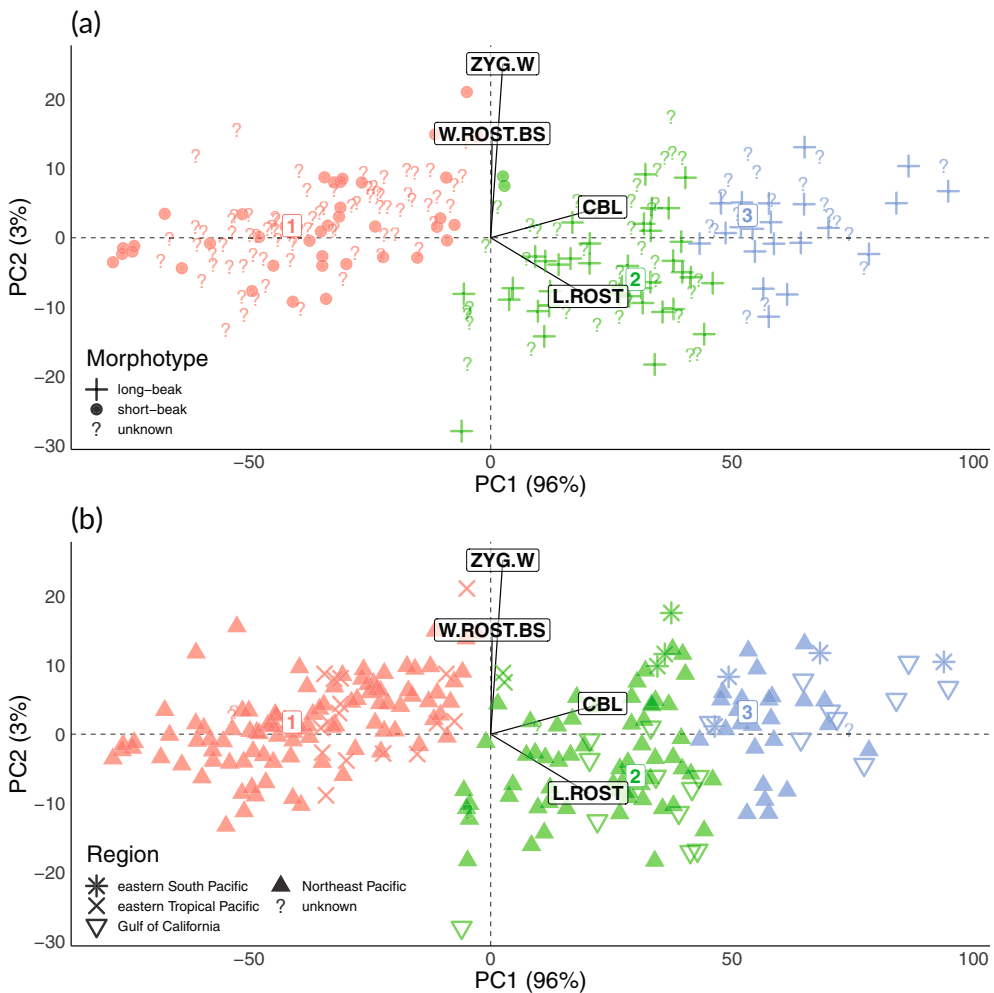 (a)
ZYG.W
W.ROST.BS
CBL
L.ROST
1
2
3
20
10
0
−10
−20
−30
PC2 (3%)
Morphotype
long−beak
short−beak
? unknown
−50 0 50 100
PC1 (96%)
(b)
ZYG.W
W.ROST.BS
CBL
L.ROST
1
2
3
20
10
0
−10
−20
−30
PC2 (3%)
Region
eastern South Pacific Northeast Pacific
eastern Tropical Pacific ? unknown
Gulf of California
−50 0 50 100
PC1 (96%)